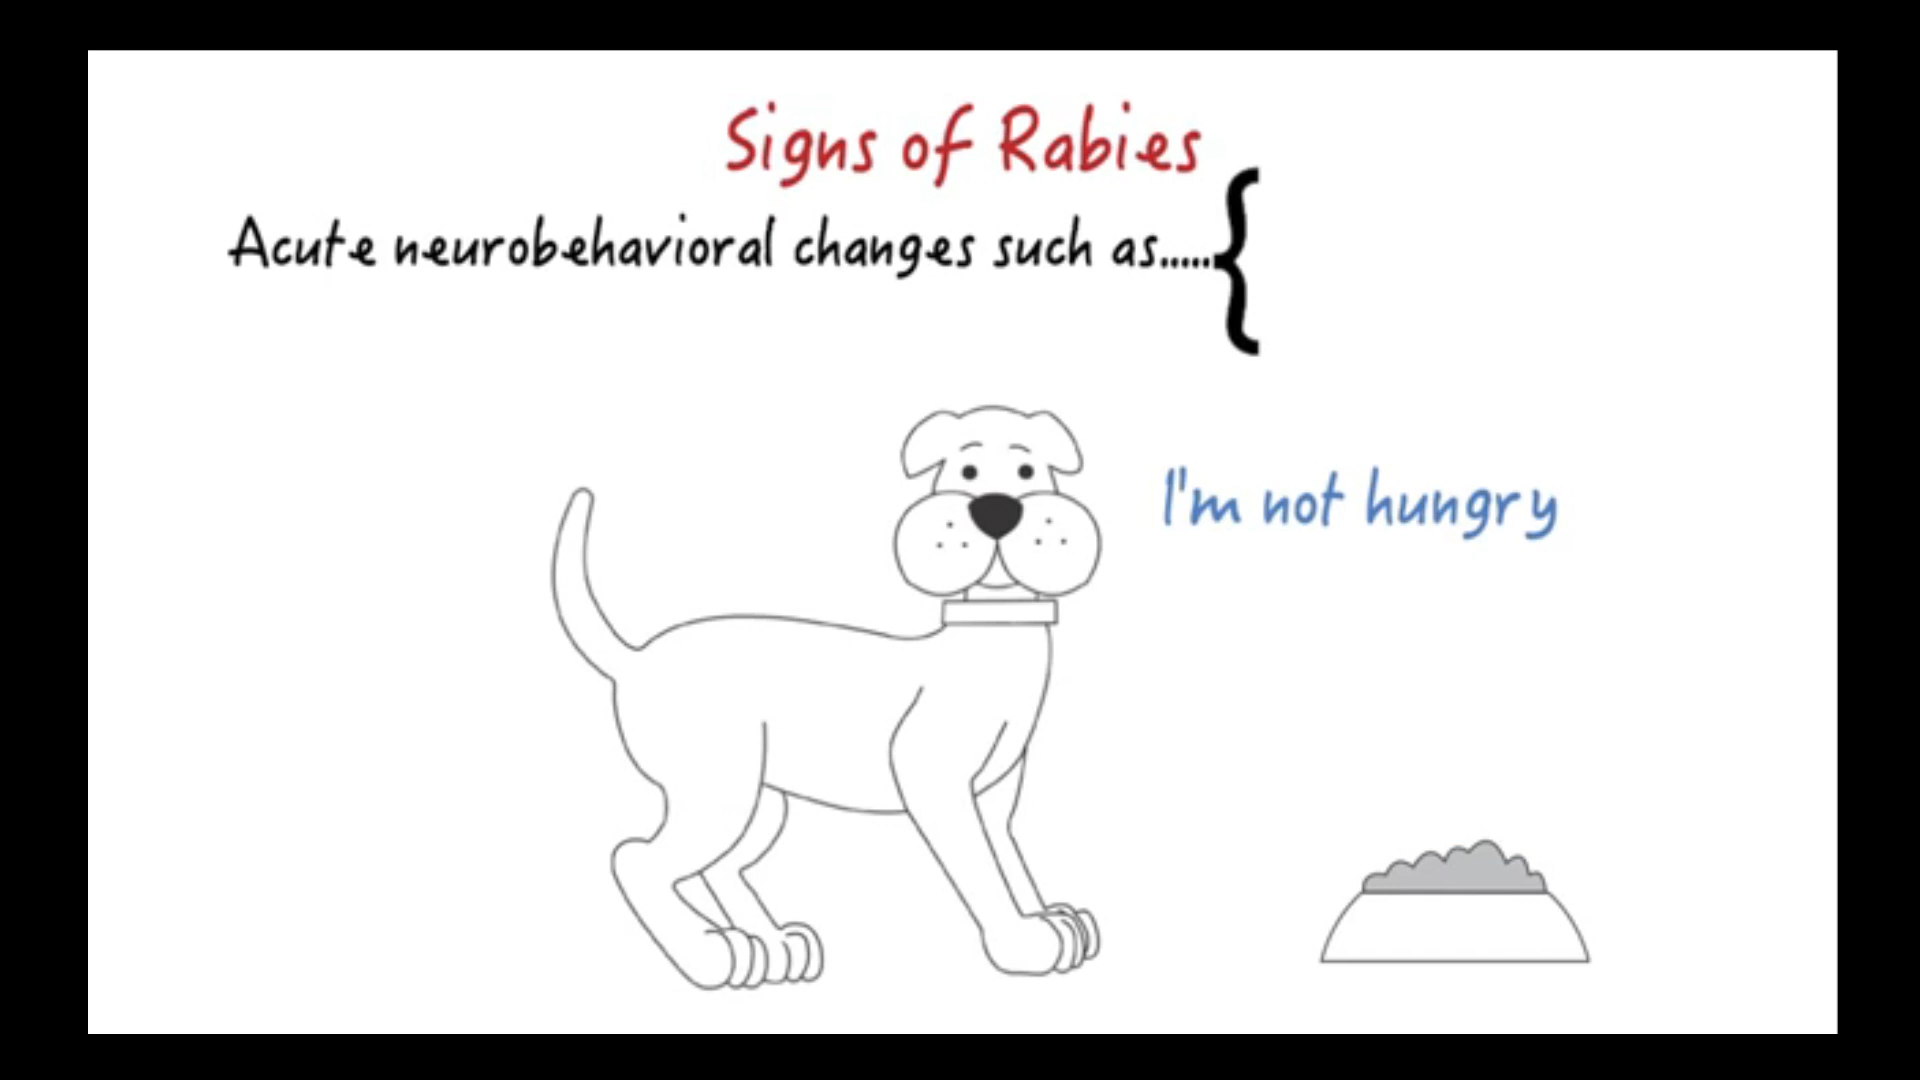 Signs of Rabies
Acute neurobehavioral changes such as.....{
I'm not hungry